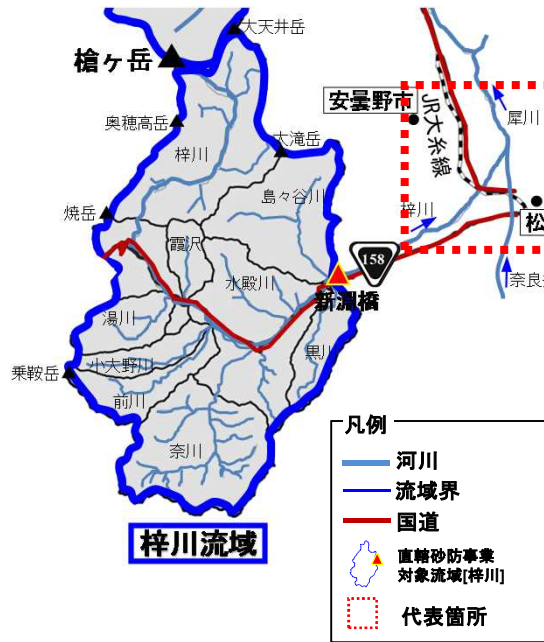 大天井岳
槍ヶ岳
安曇野市
JR大糸線
犀川
奥穂高岳
大滝岳
梓川
島々谷川
焼岳
梓川
松
霞沢
158
水殿川
奈良井
新淵橋
湯川
黒川
小大野川
乗鞍岳
前川
奈川
梓川流域
凡例
河川
流域界
国道
直轄砂防事業
対象流域[梓川]
代表箇所